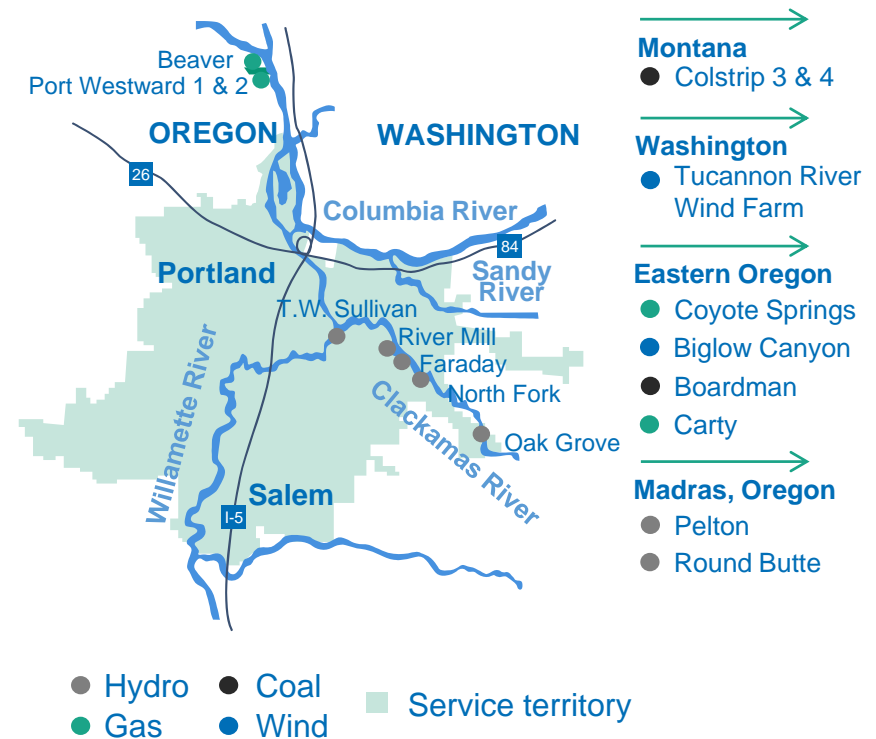 Beaver
Port Westward 1 & 2
OREGON
WASHINGTON
26
Columbia River
84
Portland
Sandy
River
T.W. Sullivan
River Mill
Faraday
North Fork
Willamette River
Clackamas River
Oak Grove
Salem
I-5
Montana
Colstrip 3 & 4
Washington
Tucannon River
Wind Farm
Eastern Oregon
Coyote Springs
Biglow Canyon
Boardman
Carty
Madras, Oregon
Pelton
Round Butte
Hydro
Coal
Service territory
Gas
Wind